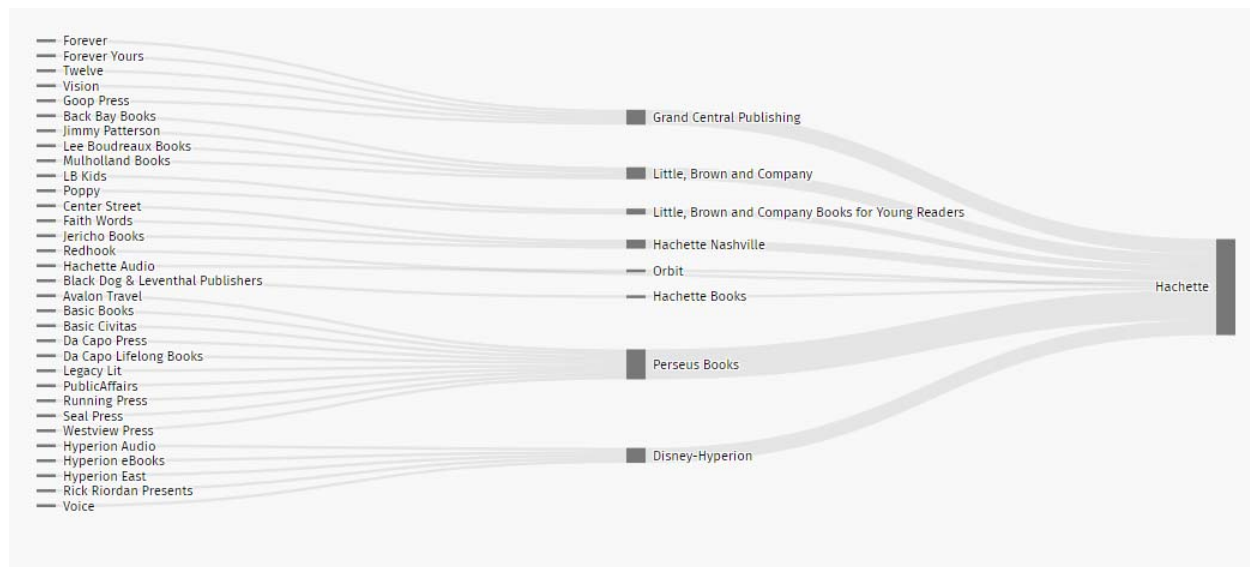 Forever
Forever Yours
Twelve
Vision
Goop Press
Back Bay Books
Jimmy Patterson
Lee Boudreaux Books
Mulholland Books
LB Kids
Poppy
Center Street
Faith Words
Jericho Books
Redhook
Hachette Audio
Black Dog & Leventhal Publishers
Avalon Travel
Basic Books
Basic Civitas
Da Capo Press
Da Capo Lifelong Books
Legacy Lit
PublicAffairs
Running Press
Seal Press
Westview Press
Hyperion Audio
Hyperion eBooks
Hyperion East
Rick Riordan Presents
Voice
Grand Central Publishing
Little, Brown and Company
Little, Brown and Company Books for Young Readers
Hachette Nashville
Orbit
Hachette Books
Perseus Books
Disney-Hyperion
Hachette